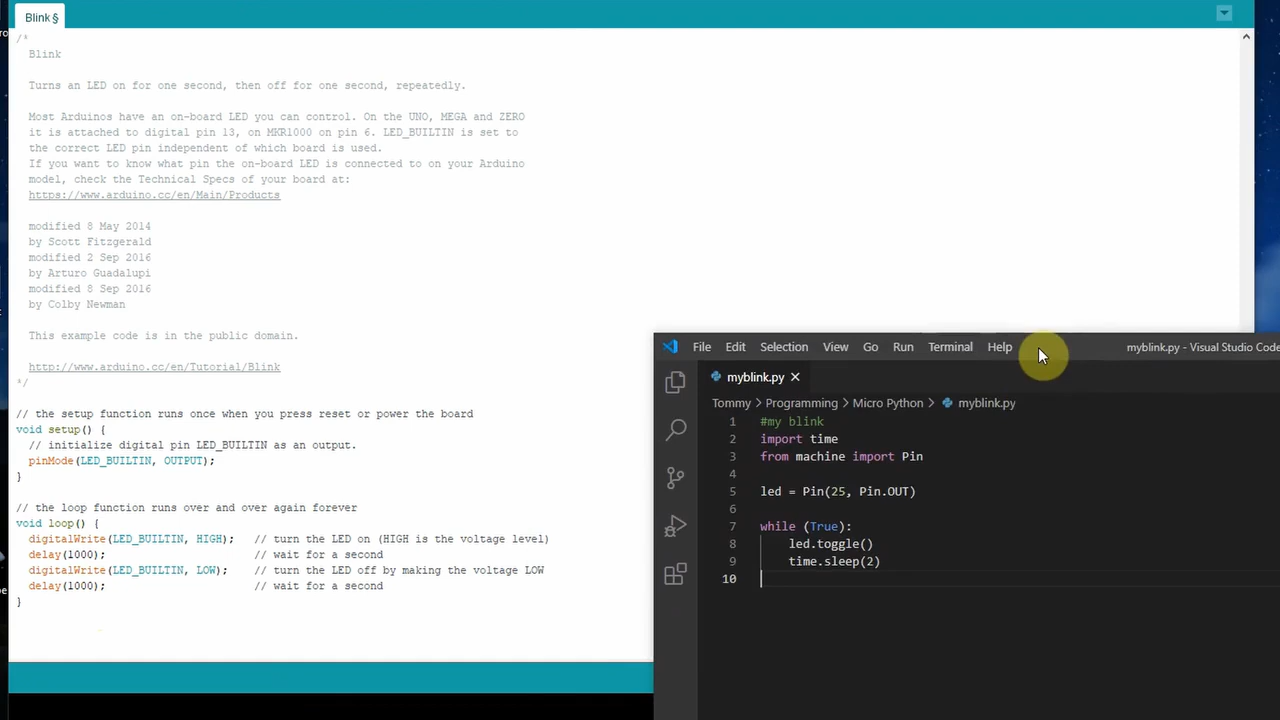 Blink §
/*
Blink
Turns an LED on for one second, then off for one second, repeatedly.
Most Arduinos have an on-board LED you can control. On the UNO, MEGA and ZERO
it is attached to digital pin 13, on MKR1000 on pin 6. LED_BUILTIN is set to
the correct LED pin independent of which board is used.
If you want to know what pin the on-board LED is connected to on your Arduino
model, check the Technical Specs of your board at:
https://www.arduino.cc/en/Main/Products
modified 8 May 2014
by Scott Fitzgerald
modified 2 Sep 2016
by Arturo Guadalupi
modified 8 Sep 2016
by Colby Newman
This example code is in the public domain.
http://www.arduino.cc/en/Tutorial/Blink
*/
// the setup function runs once when you press reset or power the board
void setup() {
// initialize digital pin LED_BUILTIN as an output.
pinMode(LED_BUILTIN, OUTPUT);
}
// the loop function runs over and over again forever
void loop() {
digitalWrite(LED_BUILTIN, HIGH);   // turn the LED on (HIGH is the voltage level)
delay(1000);                       // wait for a second
digitalWrite(LED_BUILTIN, LOW);    // turn the LED off by making the voltage LOW
delay(1000);                       // wait for a second
}
File Edit Selection View Go Run Terminal Help myblink.py - Visual Studio Code
myblink.py ×
Tommy > Programming > Micro Python > myblink.py
1 #my blink
2 import time
3 from machine import Pin
4
5 led = Pin(25, Pin.OUT)
6
7 while (True):
8     led.toggle()
9     time.sleep(2)
10